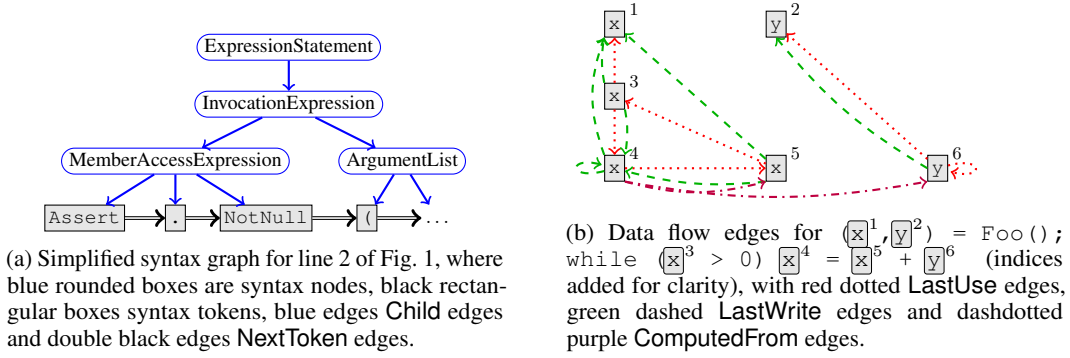 ExpressionStatement
InvocationExpression
MemberAccessExpression ArgumentList
Assert . NotNull ( ...
(a) Simplified syntax graph for line 2 of Fig. 1, where
blue rounded boxes are syntax nodes, black rectan-
gular boxes syntax tokens, blue edges Child edges
and double black edges NextToken edges.
x 1 y 2
x 3
x 4 x 5 y 6
(b) Data flow edges for (x1,y2) = Foo();
while (x3 > 0) x4 = x5 + y6 (indices
added for clarity), with red dotted LastUse edges,
green dashed LastWrite edges and dashdotted
purple ComputedFrom edges.